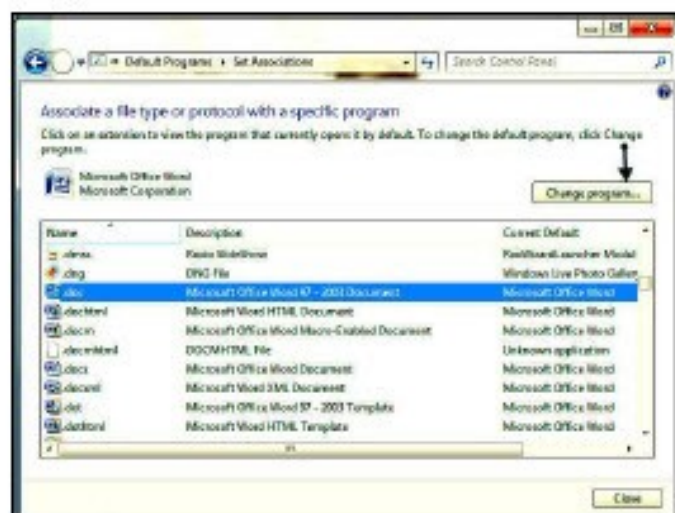 Default Programs Set Associations
Search Control Panel
Associate a file type or protocol with a specific program
Click on an extension to view the program that currently opens it by default. To change the default program, click Change
program.
Microsoft Office Word
Microsoft Corporation
Change program...
Name Description Current Default
Roxio SlideShow
.dng DNG File Windows Live Photo Galler
.doc Microsoft Office Word 97 - 2003 Document Microsoft Office Word
.dochtml Microsoft Word HTML Document Microsoft Office Word
.docm Microsoft Office Word Macro-Enabled Document Microsoft Office Word
.docmhtml DOCMHTML File Unknown application
.docx Microsoft Office Word Document Microsoft Office Word
.docxml Microsoft Word XML Document Microsoft Office Word
.dot Microsoft Office Word 97 - 2003 Template Microsoft Office Word
.dothtml Microsoft Word HTML Template Microsoft Office Word
Close